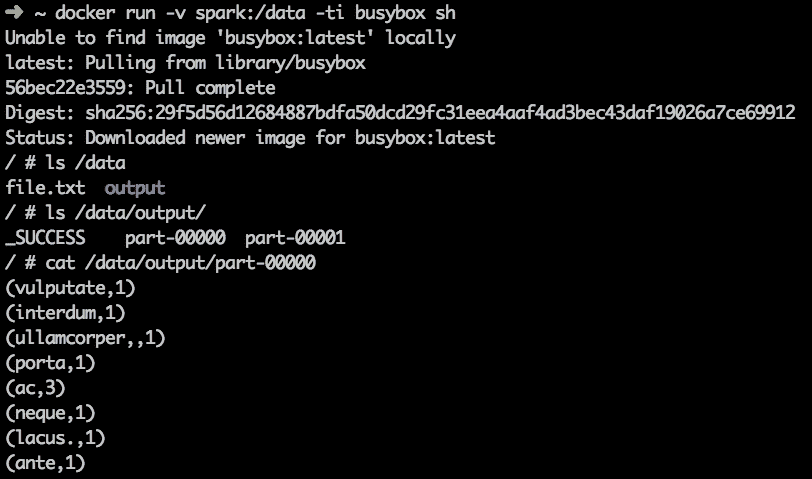 ➜ ~ docker run -v spark:/data -ti busybox sh
Unable to find image 'busybox:latest' locally
latest: Pulling from library/busybox
56bec22e3559: Pull complete
Digest: sha256:29f5d56d12684887bdfa50dcd29fc31eea4aaf4ad3bec43daf19026a7ce69912
Status: Downloaded newer image for busybox:latest
/ # ls /data
file.txt  output
/ # ls /data/output/
_SUCCESS    part-00000  part-00001
/ # cat /data/output/part-00000
(vulputate,1)
(interdum,1)
(ullamcorper,,1)
(porta,1)
(ac,3)
(neque,1)
(lacus.,1)
(ante,1)